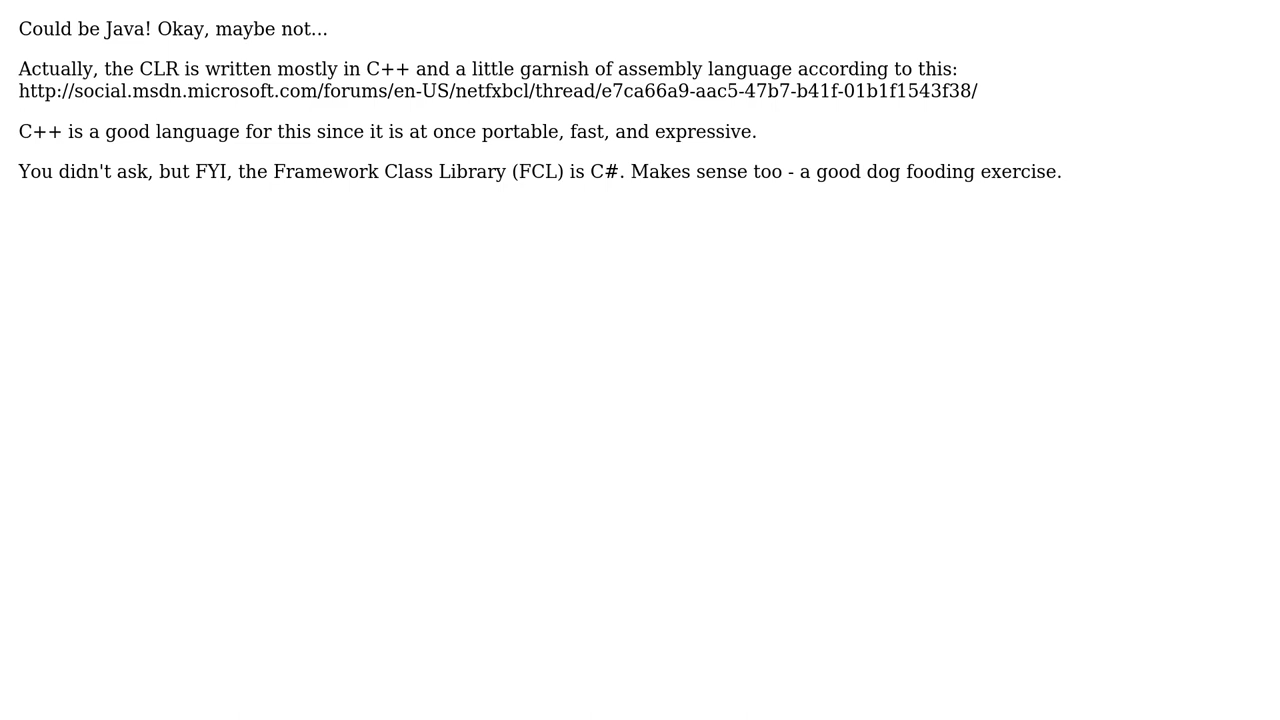 Could be Java! Okay, maybe not...
Actually, the CLR is written mostly in C++ and a little garnish of assembly language according to this:
http://social.msdn.microsoft.com/forums/en-US/netfxbcl/thread/e7ca66a9-aac5-47b7-b41f-01b1f1543f38/
C++ is a good language for this since it is at once portable, fast, and expressive.
You didn't ask, but FYI, the Framework Class Library (FCL) is C#. Makes sense too - a good dog fooding exercise.